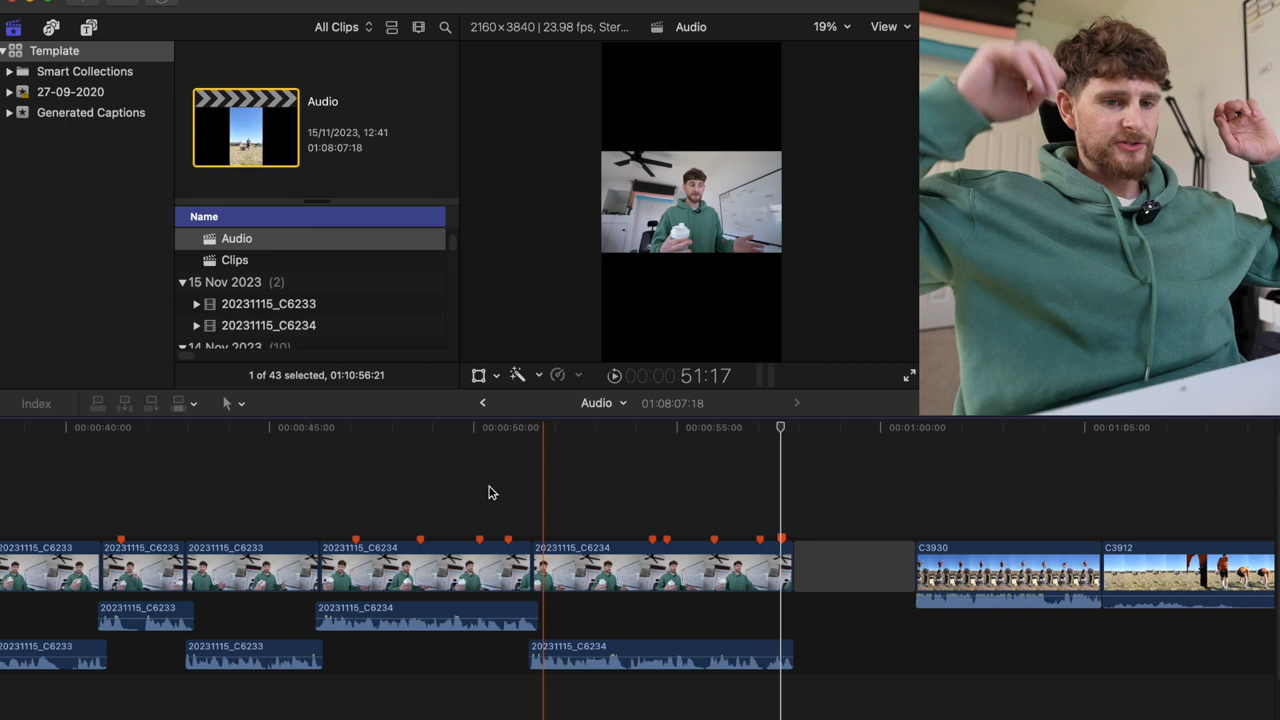 All Clips
2160×3840 | 23.98 fps, Ster...
Audio
19%
View
Template
Smart Collections
27-09-2020
Generated Captions
Audio
15/11/2023, 12:41
01:08:07:18
Name
Audio
Clips
15 Nov 2023 (2)
20231115_C6233
20231115_C6234
14 Nov 2023 (10)
1 of 43 selected, 01:10:56:21
00:00:51:17
Index
Audio
01:08:07:18
00:00:40:00
00:00:45:00
00:00:50:00
00:00:55:00
00:01:00:00
00:01:05:00
20231115_C6233
20231115_C6233
20231115_C6233
20231115_C6234
20231115_C6234
C3930
C3912
20231115_C6233
20231115_C6234
20231115_C6233
20231115_C6233
20231115_C6234